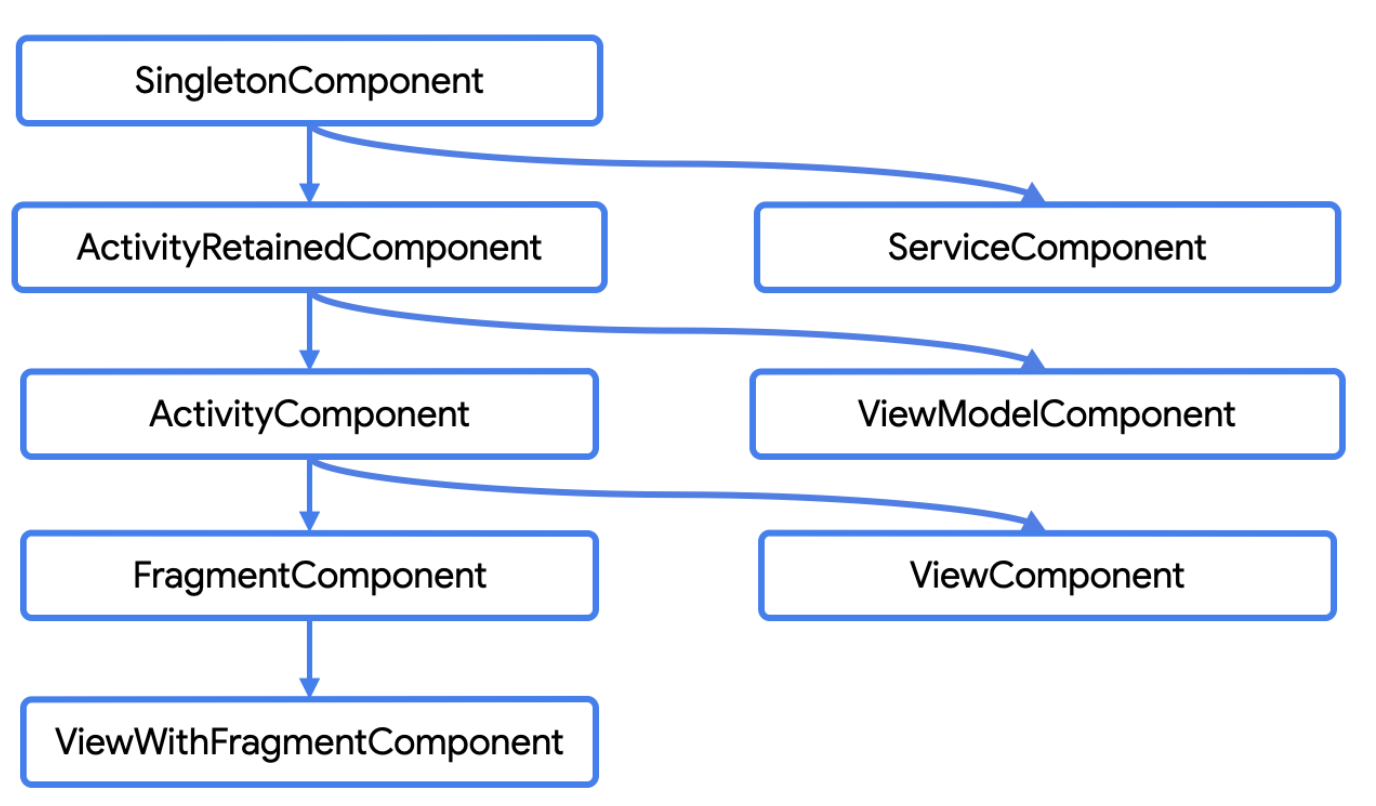 SingletonComponent
ActivityRetainedComponent
ServiceComponent
ActivityComponent
ViewModelComponent
FragmentComponent
ViewComponent
ViewWithFragmentComponent